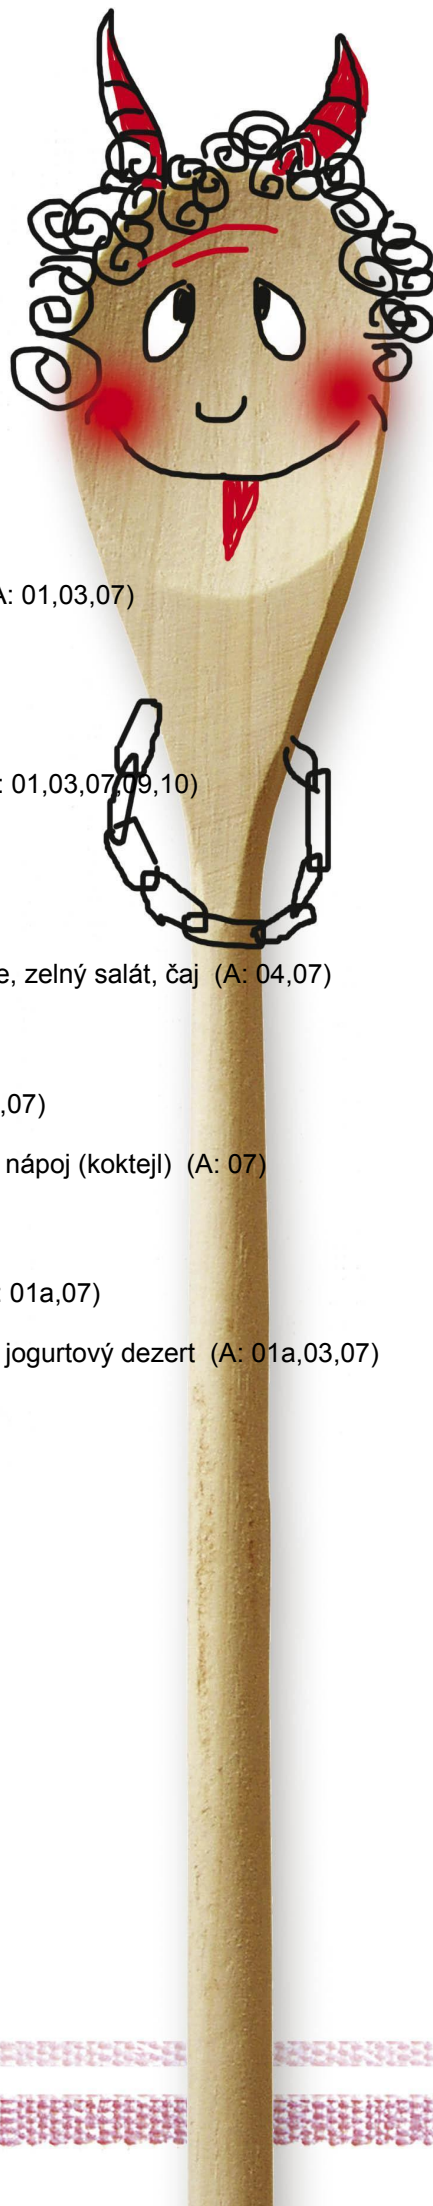 A: 01,03,07)
: 01,03,07,09,10)
e, zelný salát, čaj (A: 04,07)
,07)
nápoj (koktejl) (A: 07)
: 01a,07)
jogurtový dezert (A: 01a,03,07)